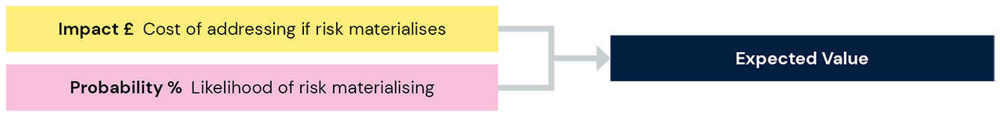 Impact £ Cost of addressing if risk materialises
Probability % Likelihood of risk materialising
Expected Value